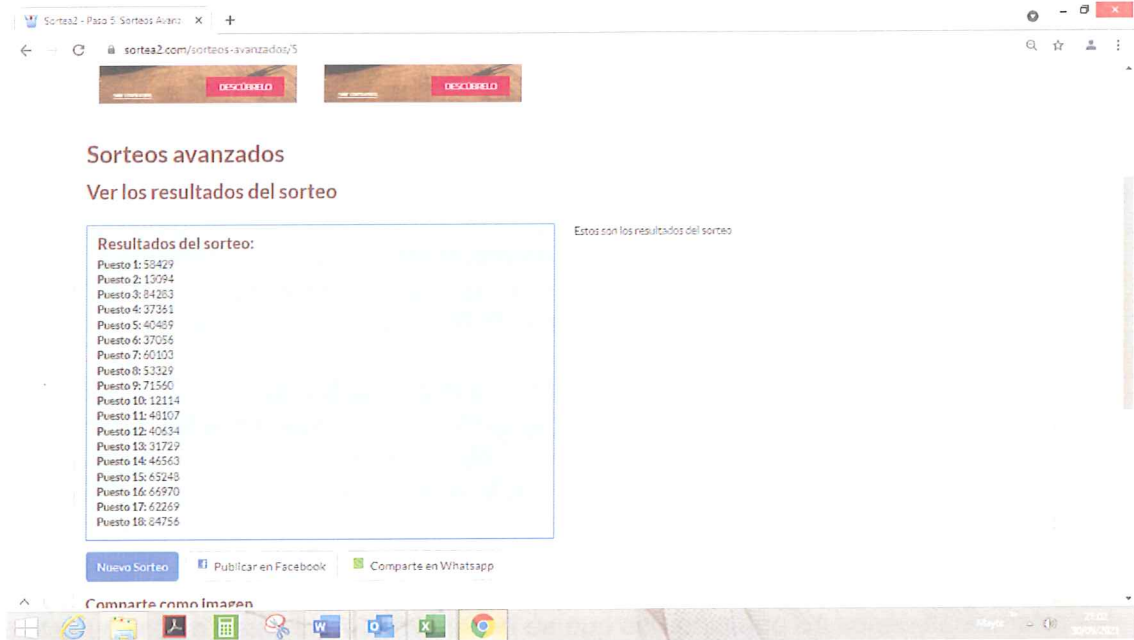 Sortea2 - Paso 5: Sorteos Avanz
sortea2.com/sorteos-avanzados/5
DESCÚBRELO DESCÚBRELO
Sorteos avanzados
Ver los resultados del sorteo
Resultados del sorteo:
Puesto 1: 58429
Puesto 2: 13094
Puesto 3: 84283
Puesto 4: 37361
Puesto 5: 40489
Puesto 6: 37056
Puesto 7: 60103
Puesto 8: 53329
Puesto 9: 71560
Puesto 10: 12114
Puesto 11: 48107
Puesto 12: 40634
Puesto 13: 31729
Puesto 14: 46563
Puesto 15: 65248
Puesto 16: 66970
Puesto 17: 62269
Puesto 18: 84756
Estos son los resultados del sorteo
Nuevo Sorteo Publicar en Facebook Comparte en Whatsapp
Comparte como imagen